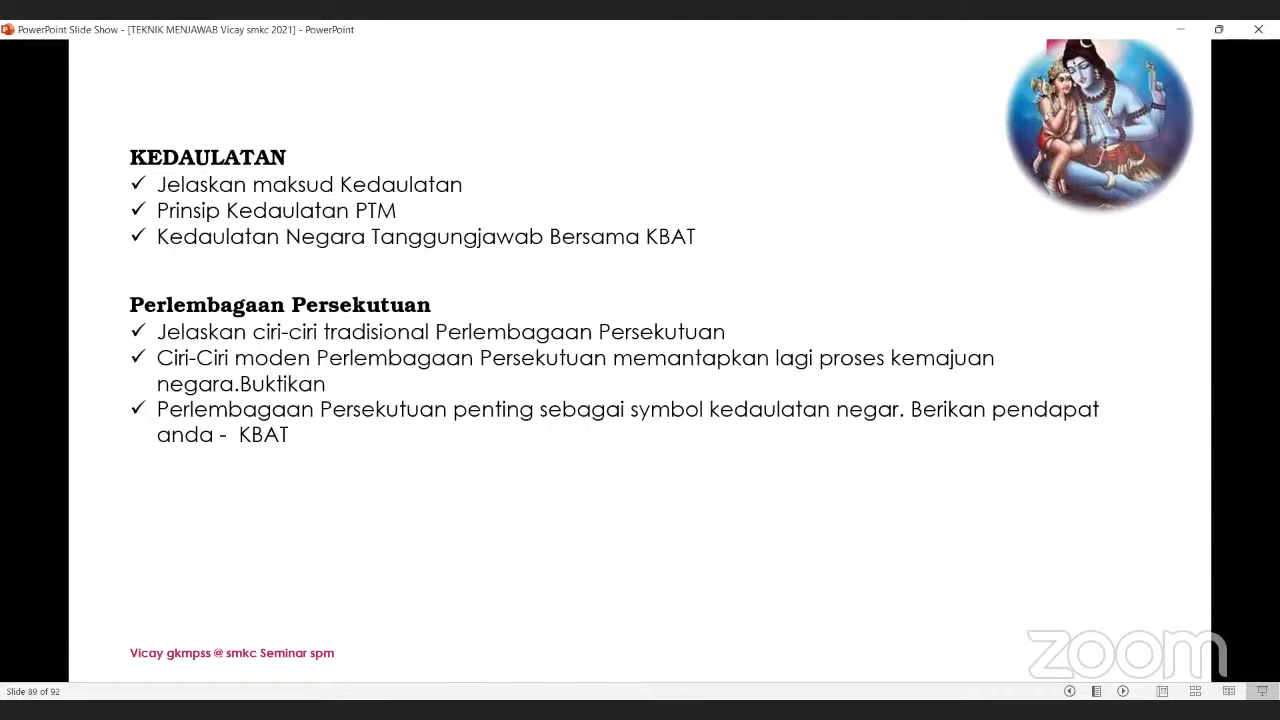 PowerPoint Slide Show - [TEKNIK MENJAWAB Vicay smkc 2021] - PowerPoint
KEDAULATAN
✓ Jelaskan maksud Kedaulatan
✓ Prinsip Kedaulatan PTM
✓ Kedaulatan Negara Tanggungjawab Bersama KBAT
Perlembagaan Persekutuan
✓ Jelaskan ciri-ciri tradisional Perlembagaan Persekutuan
✓ Ciri-Ciri moden Perlembagaan Persekutuan memantapkan lagi proses kemajuan
negara.Buktikan
✓ Perlembagaan Persekutuan penting sebagai symbol kedaulatan negar. Berikan pendapat
anda - KBAT
Vicay gkmpss @ smkc Seminar spm
zoom
Slide 89 of 92